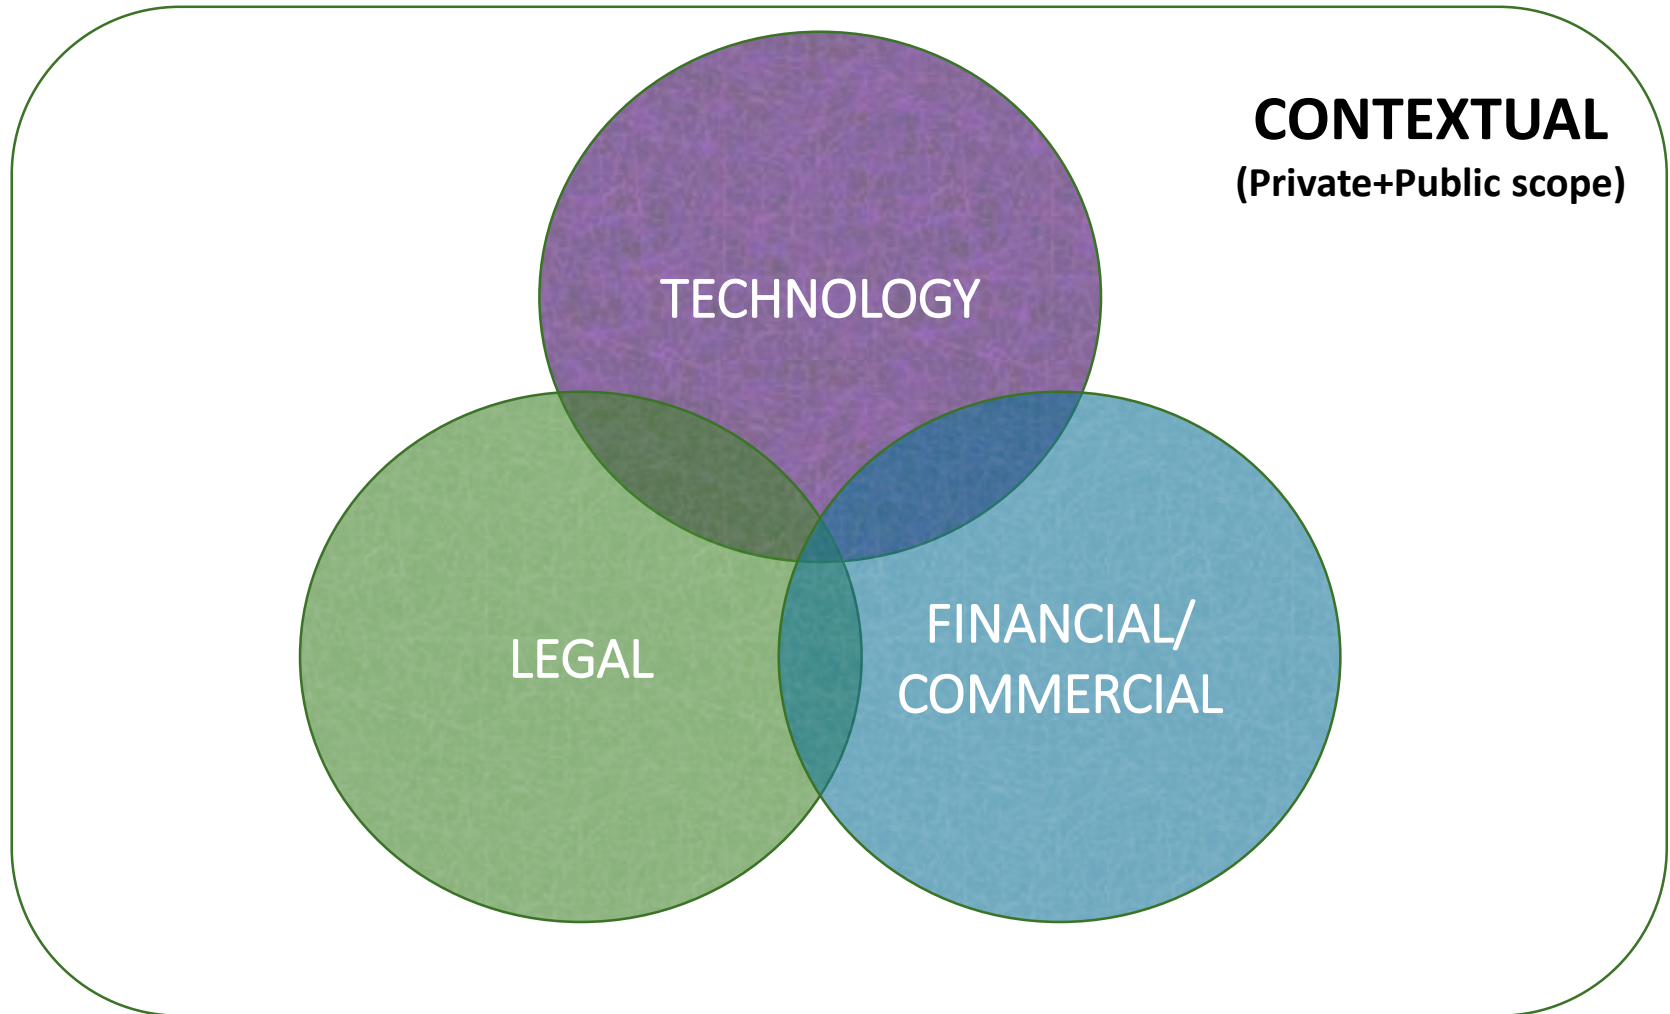 CONTEXTUAL
(Private+Public scope)
TECHNOLOGY
LEGAL
FINANCIAL/
COMMERCIAL